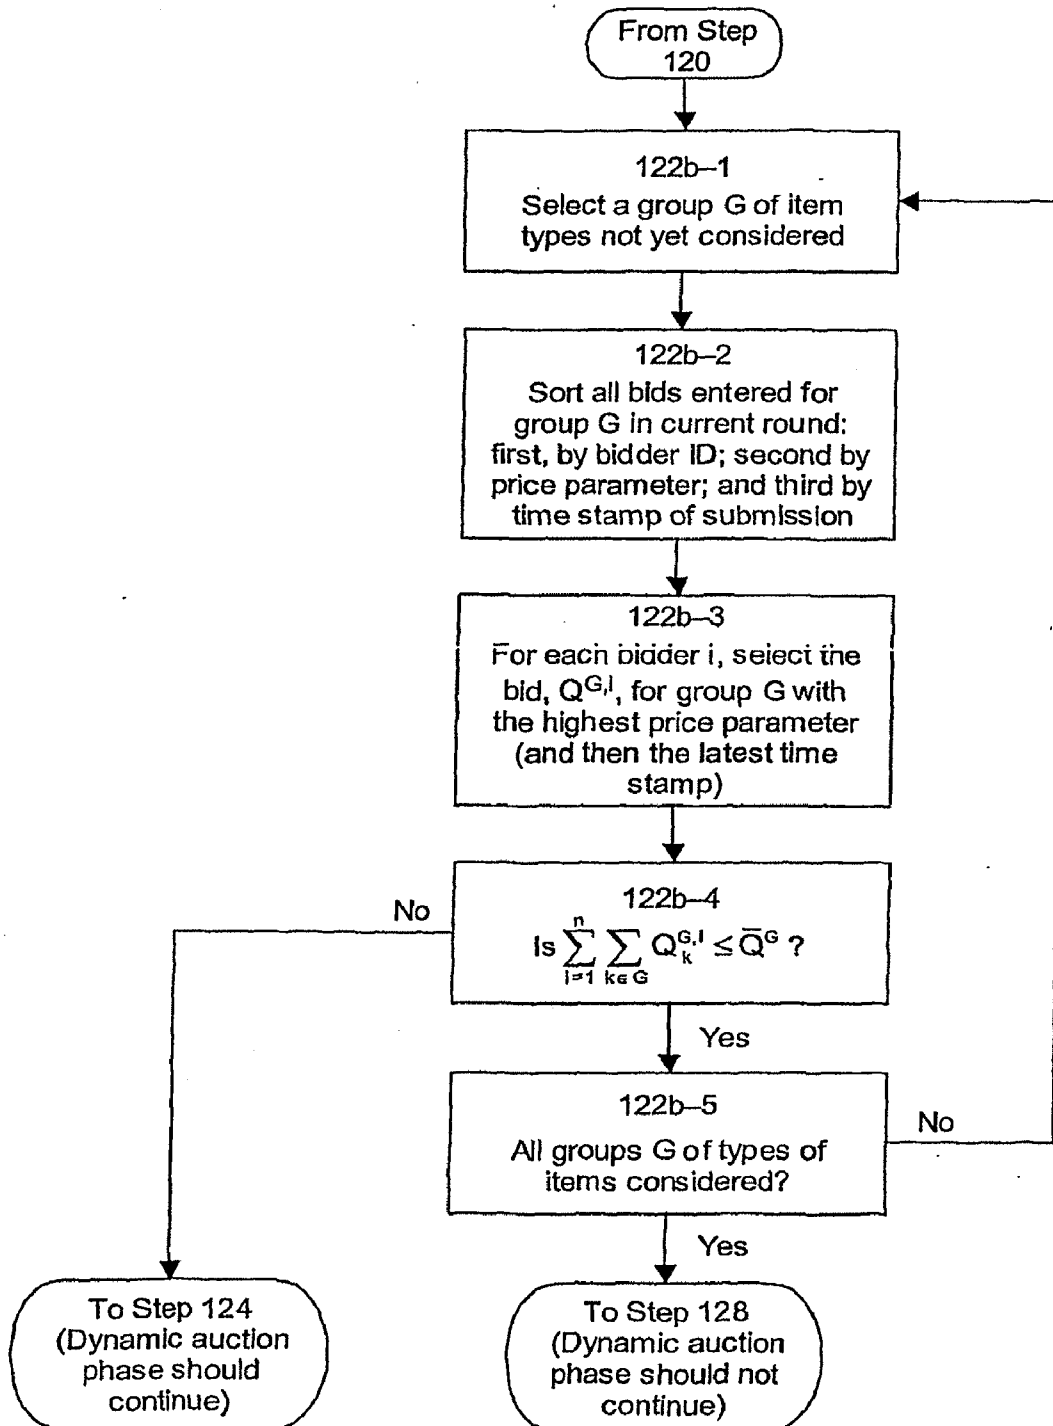 From Step
120
122b–1
Select a group G of item
types not yet considered
122b–2
Sort all bids entered for
group G in current round:
first, by bidder ID; second by
price parameter; and third by
time stamp of submission
122b–3
For each bidder i, select the
bid, Q^{G,i}, for group G with
the highest price parameter
(and then the latest time
stamp)
122b–4
Is \sum_{i=1}^{n} \sum_{k∈G} Q_k^{G,i} ≤ \bar{Q}^G ?
No
Yes
122b–5
All groups G of types of
items considered?
No
Yes
To Step 124
(Dynamic auction
phase should
continue)
To Step 128
(Dynamic auction
phase should not
continue)